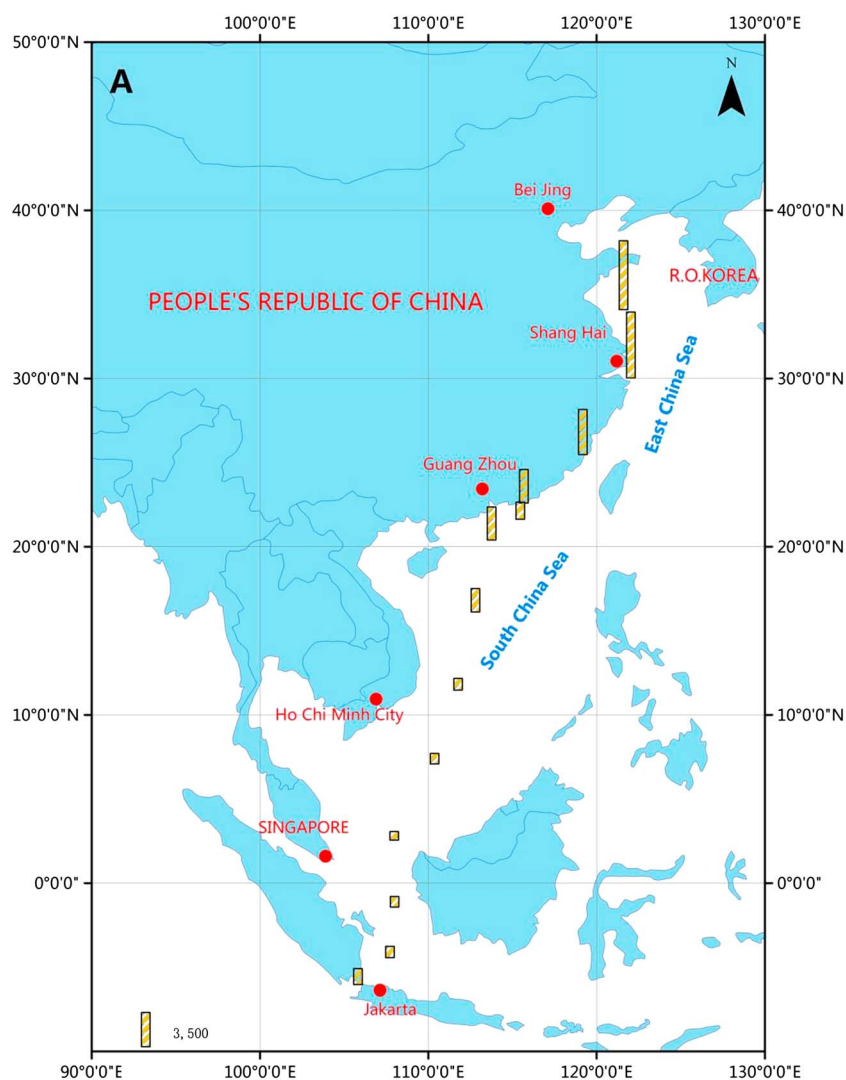 100°0'0"E 110°0'0"E 120°0'0"E 130°0'0"E
50°0'0"N
A
N
Bei Jing
40°0'0"N 40°0'0"N
R.O.KOREA
PEOPLE'S REPUBLIC OF CHINA
Shang Hai
East China Sea
30°0'0"N 30°0'0"N
Guang Zhou
20°0'0"N 20°0'0"N
South China Sea
10°0'0"N 10°0'0"N
Ho Chi Minh City
SINGAPORE
0°0'0" 0°0'0"
Jakarta
3, 500
90°0'0"E 100°0'0"E 110°0'0"E 120°0'0"E 130°0'0"E